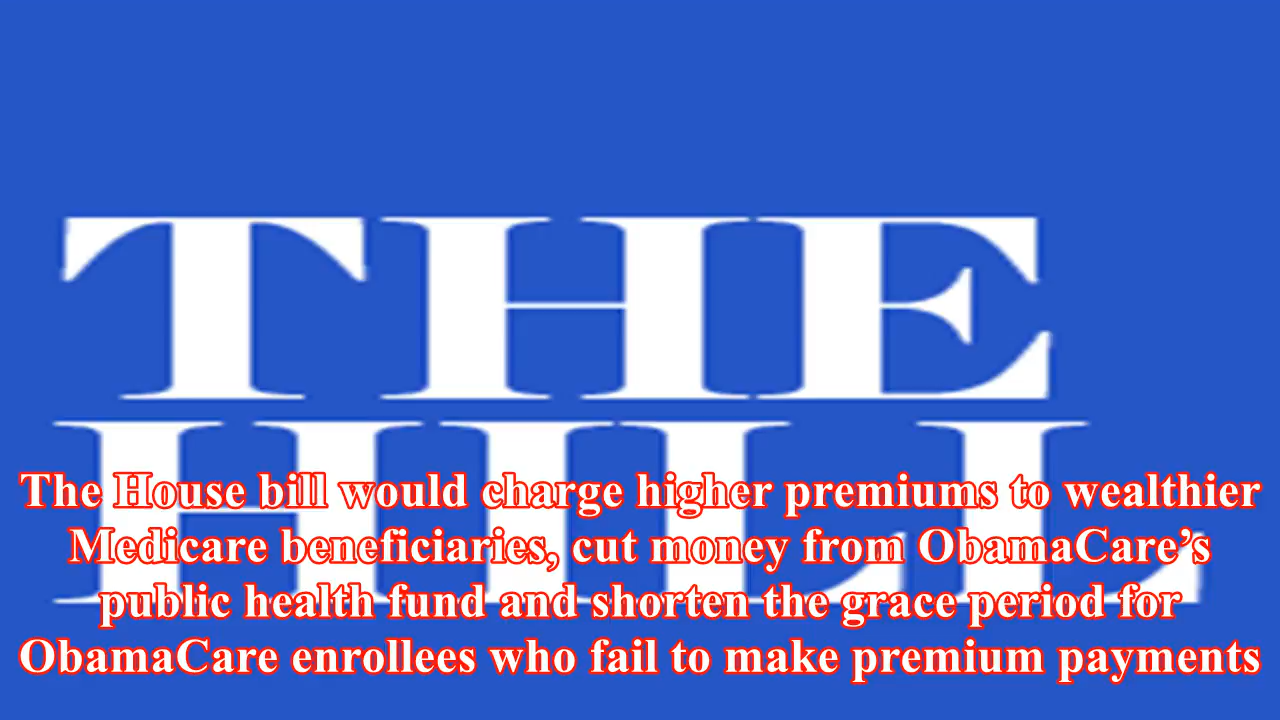 THE
HILL
The House bill would charge higher premiums to wealthier
Medicare beneficiaries, cut money from ObamaCare’s
public health fund and shorten the grace period for
ObamaCare enrollees who fail to make premium payments